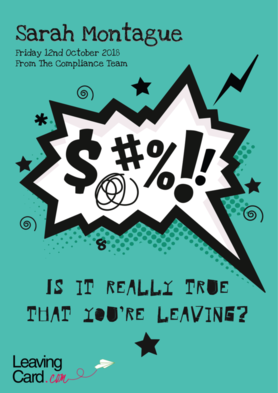 Sarah Montague
Friday 12nd October 2018
From The Compliance Team
$#%!!
IS IT REALLY TRUE
THAT YOU'RE LEAVING?
Leaving
Card.com